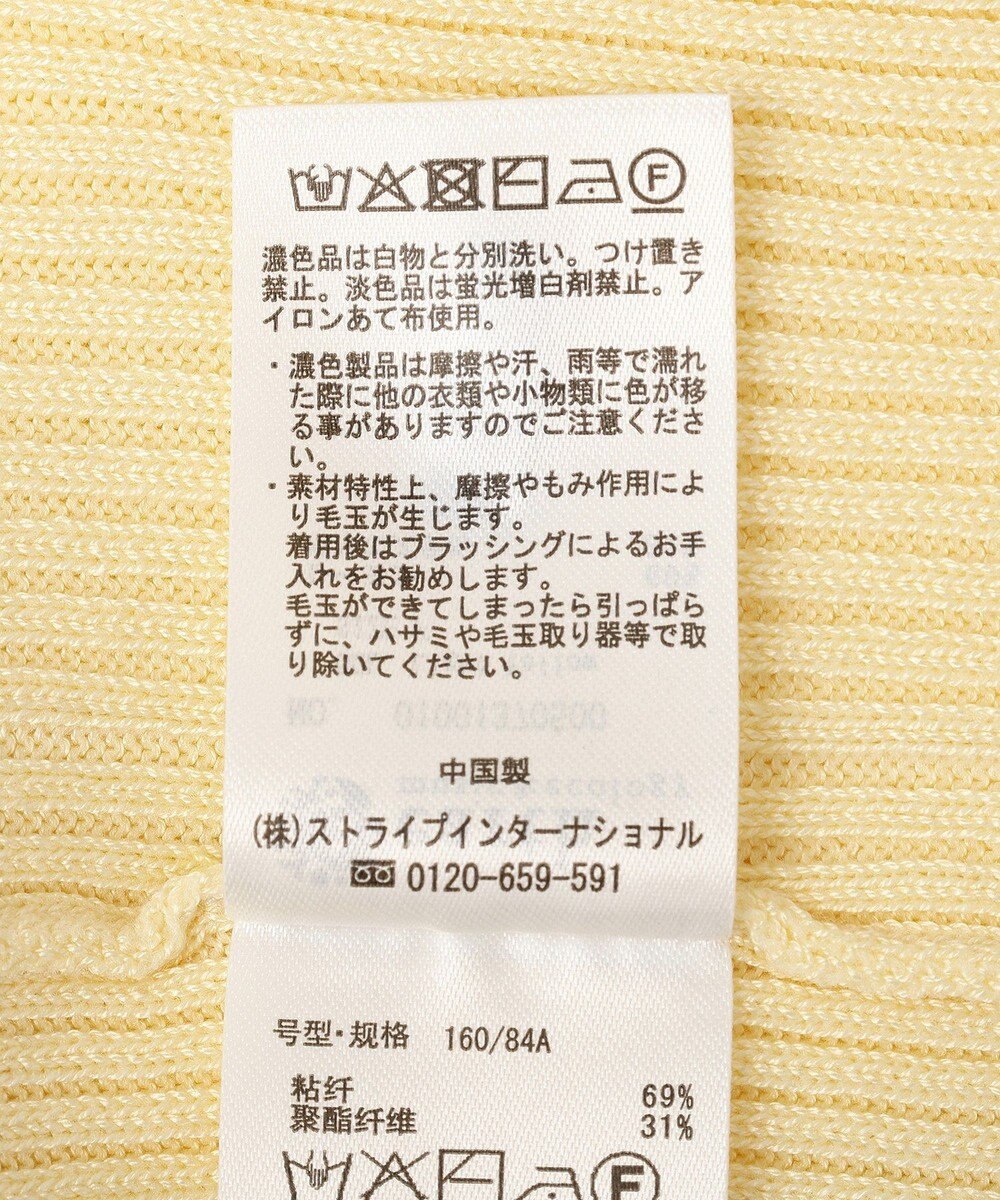 F
濃色品は白物と分別洗い。つけ置き
禁止。淡色品は蛍光増白剤禁止。ア
イロンあて布使用。
・濃色製品は摩擦や汗、雨等で濡れ
た際に他の衣類や小物類に色が移
る事がありますのでご注意くださ
い。
・素材特性上、摩擦やもみ作用によ
り毛玉が生じます。
着用後はブラッシングによるお手
入れをお勧めします。
毛玉ができてしまったら引っぱら
ずに、ハサミや毛玉取り器等で取
り除いてください。
中国製
(株)ストライプインターナショナル
0120-659-591
号型・规格 160/84A
粘纤 69%
聚酯纤维 31%
F